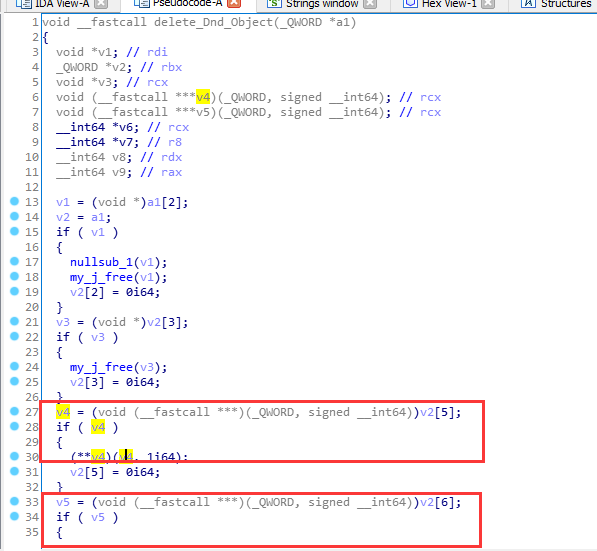 IDA View-A Pseudocode-A Strings window Hex View-1 Structures
1 void __fastcall delete_Dnd_Object(_QWORD *a1)
2 {
3 void *v1; // rdi
4 _QWORD *v2; // rbx
5 void *v3; // rcx
6 void (__fastcall ***v4)(_QWORD, signed __int64); // rcx
7 void (__fastcall ***v5)(_QWORD, signed __int64); // rcx
8 __int64 *v6; // rcx
9 __int64 *v7; // r8
10 __int64 v8; // rdx
11 __int64 v9; // rax
12
13 v1 = (void *)a1[2];
14 v2 = a1;
15 if ( v1 )
16 {
17 nullsub_1(v1);
18 my_j_free(v1);
19 v2[2] = 0i64;
20 }
21 v3 = (void *)v2[3];
22 if ( v3 )
23 {
24 my_j_free(v3);
25 v2[3] = 0i64;
26 }
27 v4 = (void (__fastcall ***)(_QWORD, signed __int64))v2[5];
28 if ( v4 )
29 {
30 (**v4)(v4, 1i64);
31 v2[5] = 0i64;
32 }
33 v5 = (void (__fastcall ***)(_QWORD, signed __int64))v2[6];
34 if ( v5 )
35 {